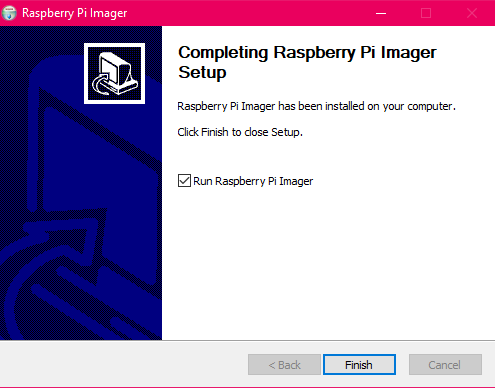 Raspberry Pi Imager
Completing Raspberry Pi Imager
Setup
Raspberry Pi Imager has been installed on your computer.
Click Finish to close Setup.
Run Raspberry Pi Imager
< Back
Finish
Cancel